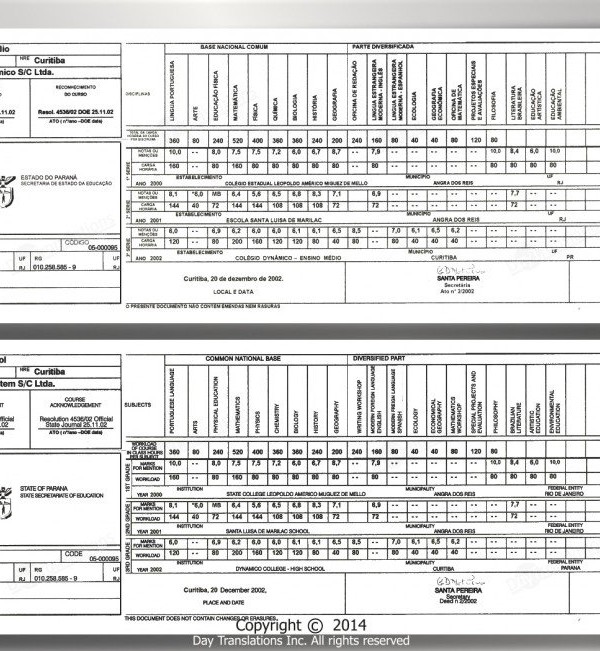 dio
NRE Curitiba
mico S/C Ltda.
RECONHECIMENTO
DO CURSO
11.02 Resol. 4536/02 DOE 25.11.02
ATO ( nº/ano –DOE data)
ESTADO DO PARANÁ
SECRETARIA DE ESTADO DA EDUCAÇÃO
CÓDIGO
05-000095
UF RG UF
RJ 010.258.585 - 9 RJ
BASE NACIONAL COMUM PARTE DIVERSIFICADA
DISCIPLINAS
LÍNGUA PORTUGUESA
ARTE
EDUCAÇÃO FÍSICA
MATEMÁTICA
FÍSICA
QUÍMICA
BIOLOGIA
HISTÓRIA
GEOGRAFIA
OFICINA DE REDAÇÃO
LINGUA ESTRANGEIRA MODERNA - INGLÊS
LINGUA ESTRANGEIRA MODERNA - ESPANHOL
ECOLOGIA
GEOGRAFIA ECONÔMICA
OFICINA DE MATEMÁTICA
PROJETOS ESPECIAIS E AVALIAÇÕES
FILOSOFIA
LITERATURA BRASILEIRA
EDUCAÇÃO ARTÍSTICA
EDUCAÇÃO AMBIENTAL
360 80 240 520 400 360 360 200 200 240 160 80 40 40 80 120 80
1ª SÉRIE
NOTAS OU MENÇÕES 10,0 -- 8,0 7,5 7,5 7,2 6,0 6,7 8,7 -- 7,9 -- -- -- -- -- 10,0 8,4 6,0 10,0
CARGA HORÁRIA 160 -- 80 160 80 80 80 80 80 -- 80 -- -- -- -- -- 80 80 80 80
ESTABELECIMENTO MUNICÍPIO UF
ANO 2000 COLÉGIO ESTADUAL LEOPOLDO AMÉRICO MIGUEZ DE MELLO ANGRA DOS REIS RJ
NOTAS OU MENÇÕES 8,1 *6,0 MB 6,4 5,6 6,5 8,8 8,3 7,1 6,9 -- -- -- -- -- -- 7,7 -- --
CARGA HORÁRIA 144 40 72 144 144 108 108 108 72 72 -- -- -- -- -- -- 72 -- --
ESTABELECIMENTO MUNICÍPIO UF
ANO 2001 ESCOLA SANTA LUISA DE MARILAC ANGRA DOS REIS RJ
NOTAS OU MENÇÕES 6,0 -- 6,9 6,2 6,0 6,0 6,1 6,1 6,5 8,5 -- 7,0 6,1 6,5 6,2 -- -- -- -- --
CARGA HORÁRIA 120 -- 80 200 160 120 120 80 40 80 -- 80 40 40 40 -- -- -- -- --
ESTABELECIMENTO MUNICÍPIO UF
ANO 2002 COLÉGIO DYNÂMICO – ENSINO MÉDIO CURITIBA PR
Curitiba, 20 de dezembro de 2002.
LOCAL E DATA
SANTA PEREIRA
Secretária
Ato nº 2/2002
O PRESENTE DOCUMENTO NÃO CONTÉM EMENDAS NEM RASURAS
ol
NRE Curitiba
tem S/C Ltda.
COURSE
ACKNOWLEDGEMENT
fficial Resolution 4536/02 Official
.02 State Journal 25.11.02
ATO ( nº/ano –DOE data)
STATE OF PARANA
STATE SECRETARIATE OF EDUCATION
CODE
05-000095
UF RG UF
RJ 010.258.585 - 9 RJ
COMMON NATIONAL BASE DIVERSIFIED PART
SUBJECTS
PORTUGUESE LANGUAGE
ARTS
PHYSICAL EDUCATION
MATHEMATICS
PHYSICS
CHEMISTRY
BIOLOGY
HISTORY
GEOGRAPHY
WRITING WORKSHOP
MODERN FOREIGN LANGUAGE ENGLISH
MODERN FREIGN LANGUAGE SPANISH
ECOLOGY
ECONOMICAL GEOGRAPHY
MATHEMATICS WORKSHOP
SPECIAL PROJECTS AND EVALUATION
PHILOSOPHY
BRAZILIAN LITERATURE
ARTISTIC EDUCATION
ENVIRONMENTAL EDUCATION
WORKLOAD OF COURSE IN CLASS HOURS PER SUBJECT 360 80 240 520 400 360 360 200 200 240 160 80 40 40 80 120 80
1ST GRADE
MARKS FOR MENTION 10,0 -- 8,0 7,5 7,5 7,2 6,0 6,7 8,7 -- 7,9 -- -- -- -- -- 10,0 8,4 6,0 10,0
WORKLOAD 160 -- 80 160 80 80 80 80 80 -- 80 -- -- -- -- -- 80 80 80 80
INSTITUTION MUNICIPALITY FEDERAL ENTITY
YEAR 2000 STATE COLLEGE LEOPOLDO AMÉRICO MIGUEZ DE MELLO ANGRA DOS REIS RIO DE JANEIRO
2ND GRADE
MARKS FOR MENTION 8,1 *6,0 MB 6,4 5,6 6,5 8,8 8,3 7,1 6,9 -- -- -- -- -- -- 7,7 -- --
WORKLOAD 144 40 72 144 144 108 108 108 72 72 -- -- -- -- -- -- 72 -- --
INSTITUTION MUNICIPALITY FEDERAL ENTITY
YEAR 2001 SANTA LUISA DE MARILAC SCHOOL ANGRA DOS REIS RIO DE JANEIRO
3RD GRADE
MARKS FOR MENTION 6,0 -- 6,9 6,2 6,0 6,0 6,1 6,1 6,5 8,5 -- 7,0 6,1 6,5 6,2 -- -- -- -- --
WORKLOAD 120 -- 80 200 160 120 120 80 40 80 -- 80 40 40 40 -- -- -- -- --
INSTITUTION MUNICIPALITY FEDERAL ENTITY
YEAR 2002 DYNAMICO COLLEGE - HIGH SCHOOL CURITIBA PARANA
Curitiba, 20 December 2002,
PLACE AND DATE
SANTA PEREIRA
Secretary
Deed n 2/2002
THIS DOCUMENT DOES NOT CONTAIN CHANGES OR ERASURES.
Copyright © 2014
Day Translations Inc. All rights reserved